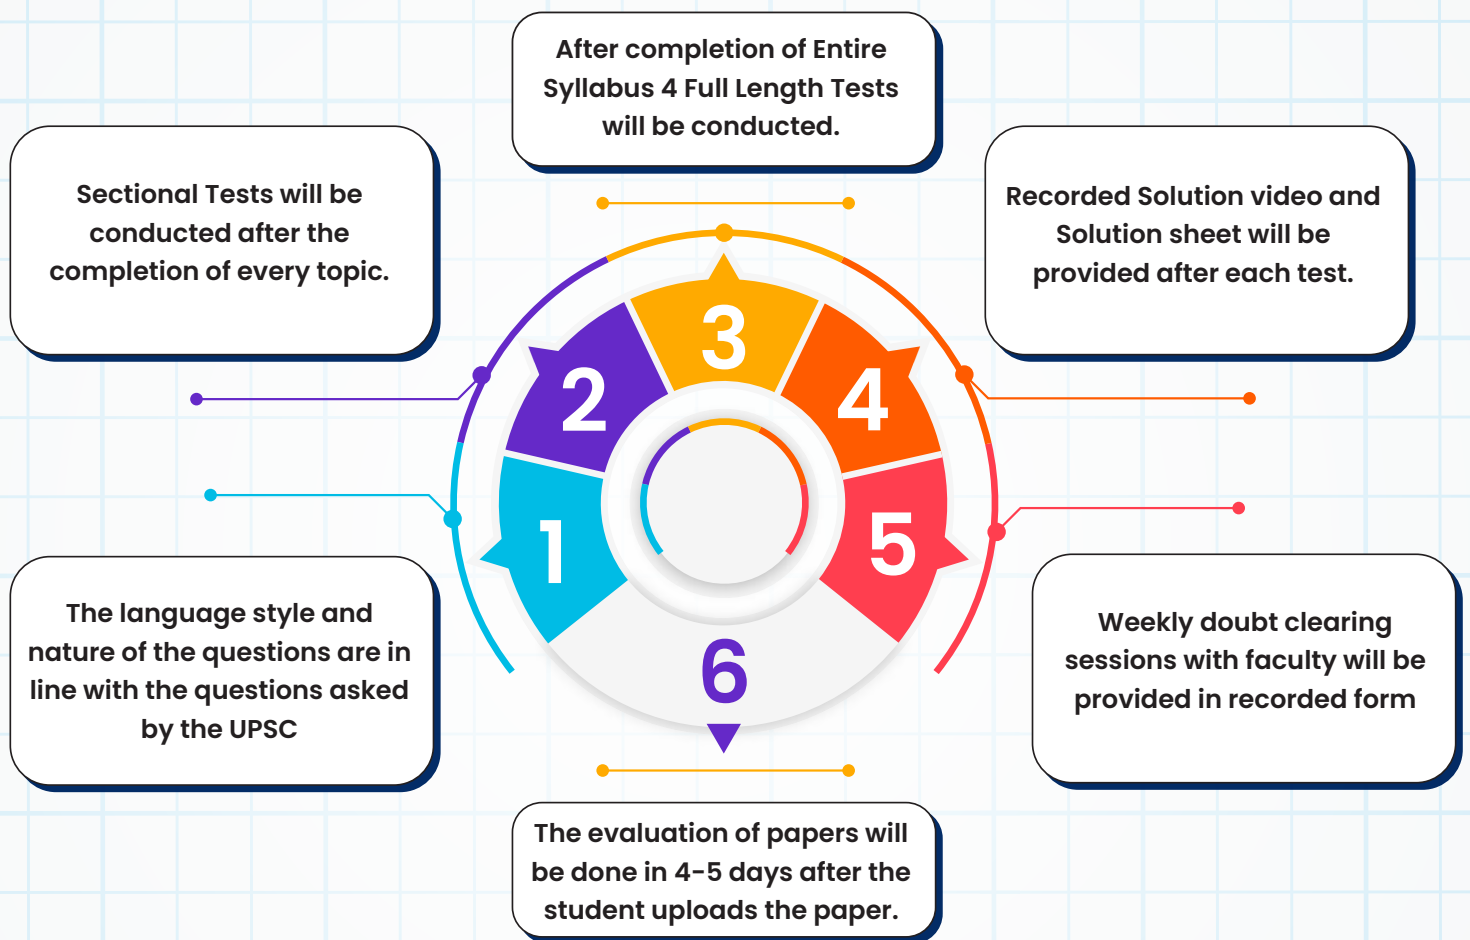 After completion of Entire
Syllabus 4 Full Length Tests
will be conducted.
Sectional Tests will be
conducted after the
completion of every topic.
Recorded Solution video and
Solution sheet will be
provided after each test.
3
2
4
1
5
6
The language style and
nature of the questions are in
line with the questions asked
by the UPSC
Weekly doubt clearing
sessions with faculty will be
provided in recorded form
The evaluation of papers will
be done in 4-5 days after the
student uploads the paper.